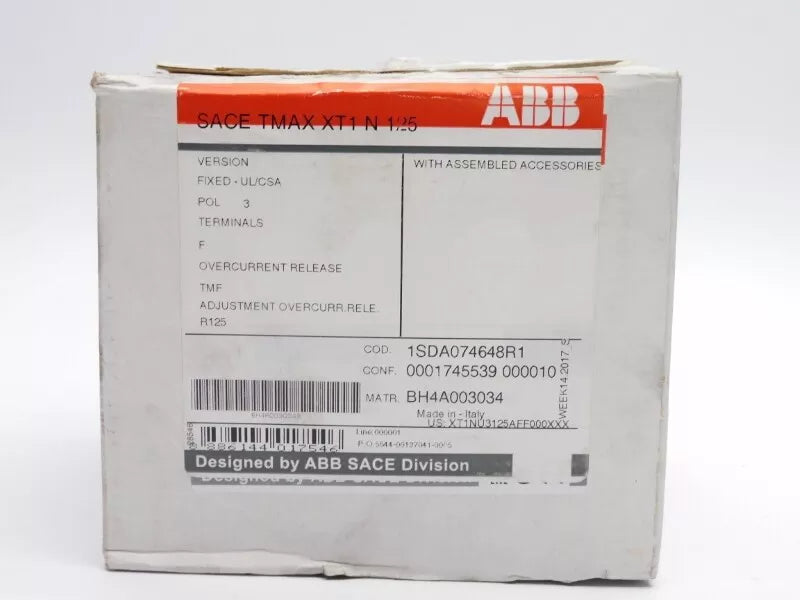 ABB
SACE TMAX XT1 N 125
VERSION
FIXED - UL/CSA
POL 3
TERMINALS
F
OVERCURRENT RELEASE
TMF
ADJUSTMENT OVERCURR.RELE.
R125
WITH ASSEMBLED ACCESSORIES
COD. 1SDA074648R1
CONF. 0001745539 000010
MATR. BH4A003034
Made in - Italy
US: XT1NU3125AFF000XXX
WEEK14.2017 S
Line.000001
Designed by ABB SACE Division